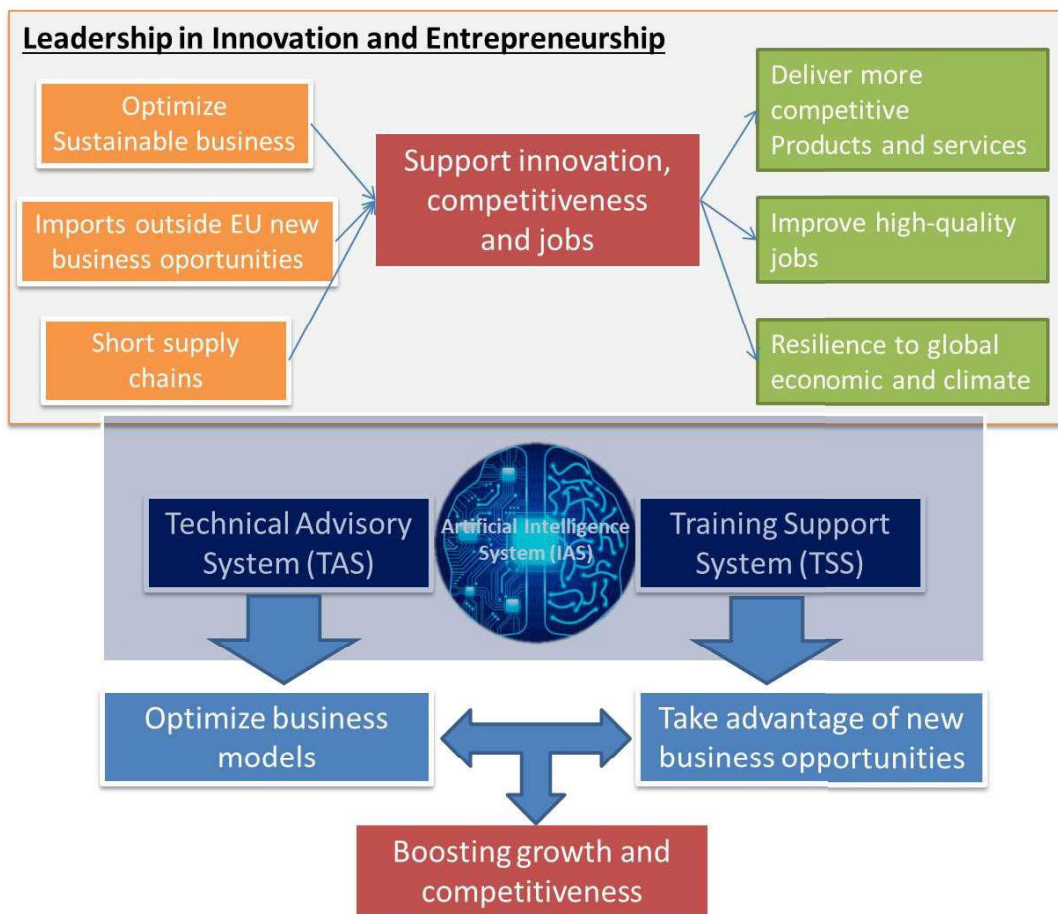 Leadership in Innovation and Entrepreneurship
Optimize
Sustainable business
Imports outside EU new
business oportunities
Short supply
chains
Support innovation,
competitiveness
and jobs
Deliver more
competitive
Products and services
Improve high-quality
jobs
Resilience to global
economic and climate
Technical Advisory
System (TAS)
Artificial Intelligence
System (IAS)
Training Support
System (TSS)
Optimize business
models
Take advantage of new
business opportunities
Boosting growth and
competitiveness